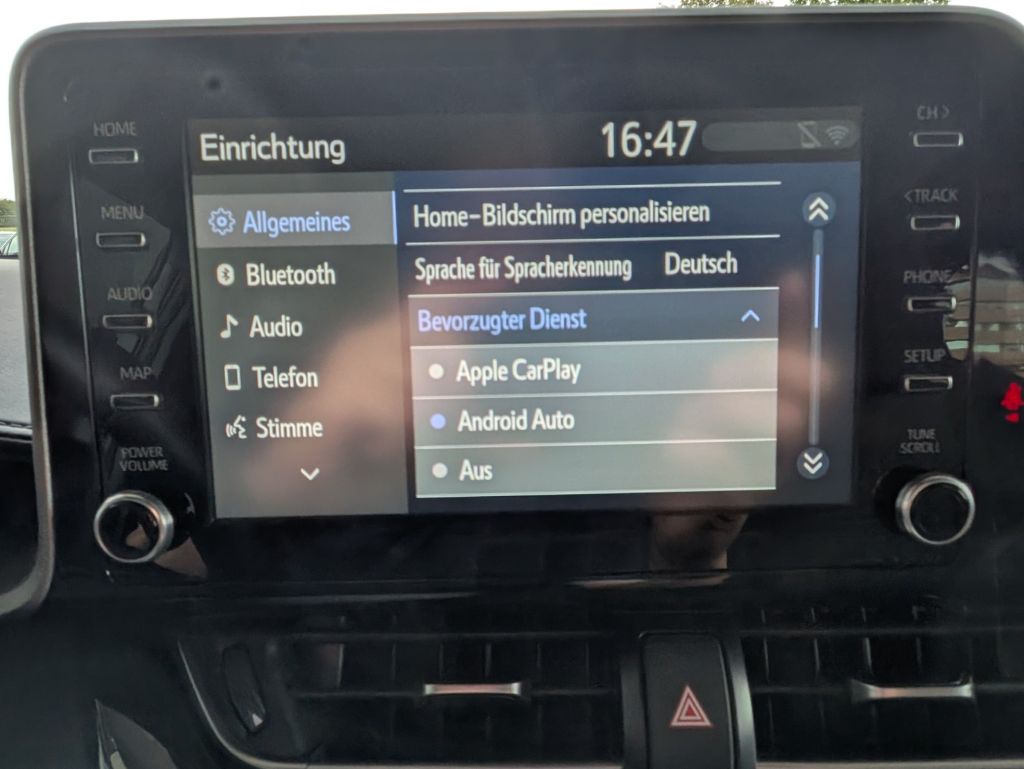 HOME
MENU
AUDIO
MAP
POWER
VOLUME
Einrichtung
16:47
Allgemeines
Bluetooth
Audio
Telefon
Stimme
Home-Bildschirm personalisieren
Sprache für Spracherkennung Deutsch
Bevorzugter Dienst
Apple CarPlay
Android Auto
Aus
CH >
< TRACK
PHONE
SETUP
TUNE
SCROLL